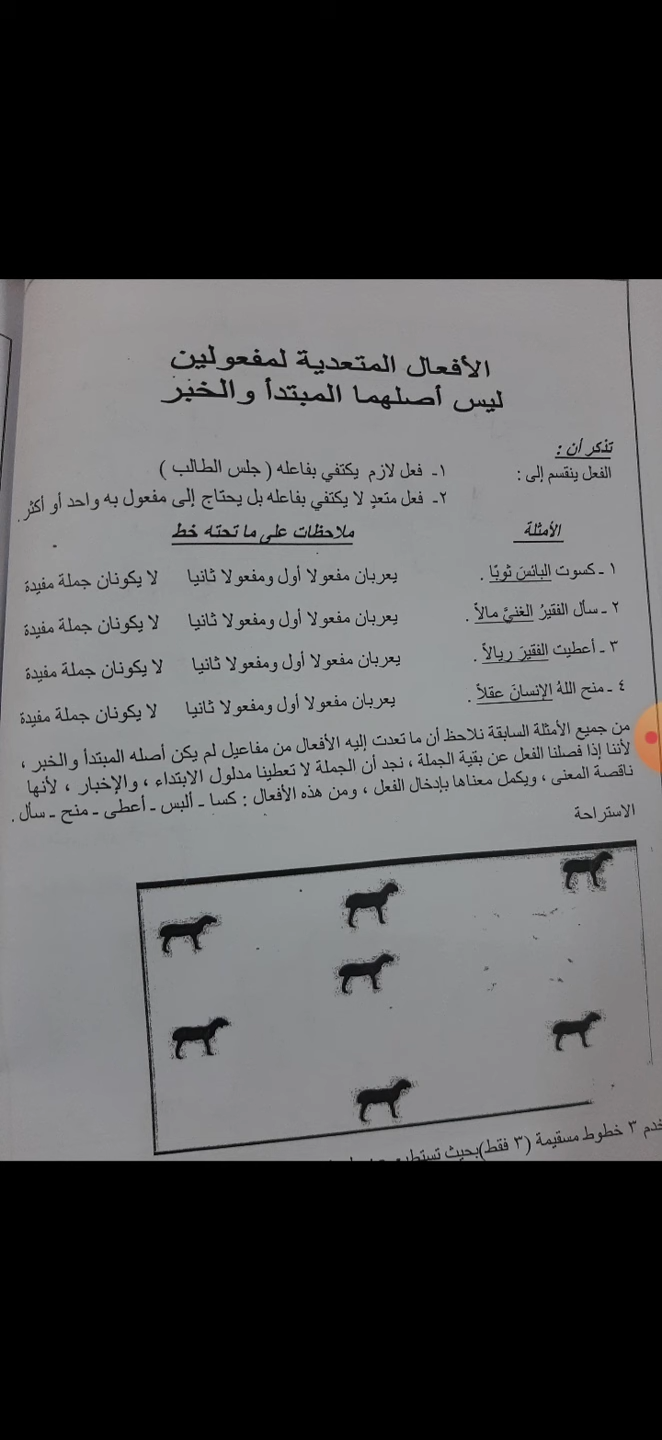 الأفعال المتعدية لمفعولين
ليس أصلهما المبتدأ والخبر
تذكر أن :
الفعل ينقسم إلى : ١- فعل لازم يكتفي بفاعله ( جلس الطالب )
٢- فعل متعدٍ لا يكتفي بفاعله بل يحتاج إلى مفعول به واحد أو أكثر .
الأمثلة ملاحظات على ما تحته خط
١ - كسوت البائسَ ثوبًا . يعربان مفعولا أول ومفعولا ثانيا لا يكونان جملة مفيدة
٢ - سأل الفقيرُ الغنيَّ مالاً . يعربان مفعولا أول ومفعولا ثانيا لا يكونان جملة مفيدة
٣ - أعطيت الفقيرَ ريالاً . يعربان مفعولا أول ومفعولا ثانيا لا يكونان جملة مفيدة
٤ - منح اللهُ الإنسانَ عقلاً . يعربان مفعولا أول ومفعولا ثانيا لا يكونان جملة مفيدة
من جميع الأمثلة السابقة نلاحظ أن ما تعدت إليه الأفعال من مفاعيل لم يكن أصله المبتدأ والخبر ،
لأننا إذا فصلنا الفعل عن بقية الجملة ، نجد أن الجملة لا تعطينا مدلول الابتداء ، والإخبار ، لأنها
ناقصة المعنى ، ويكمل معناها بإدخال الفعل ، ومن هذه الأفعال : كسا - ألبس - أعطى - منح - سأل .
الاستراحة
٣ خطوط مسقيمة (٣ فقط)بحيث